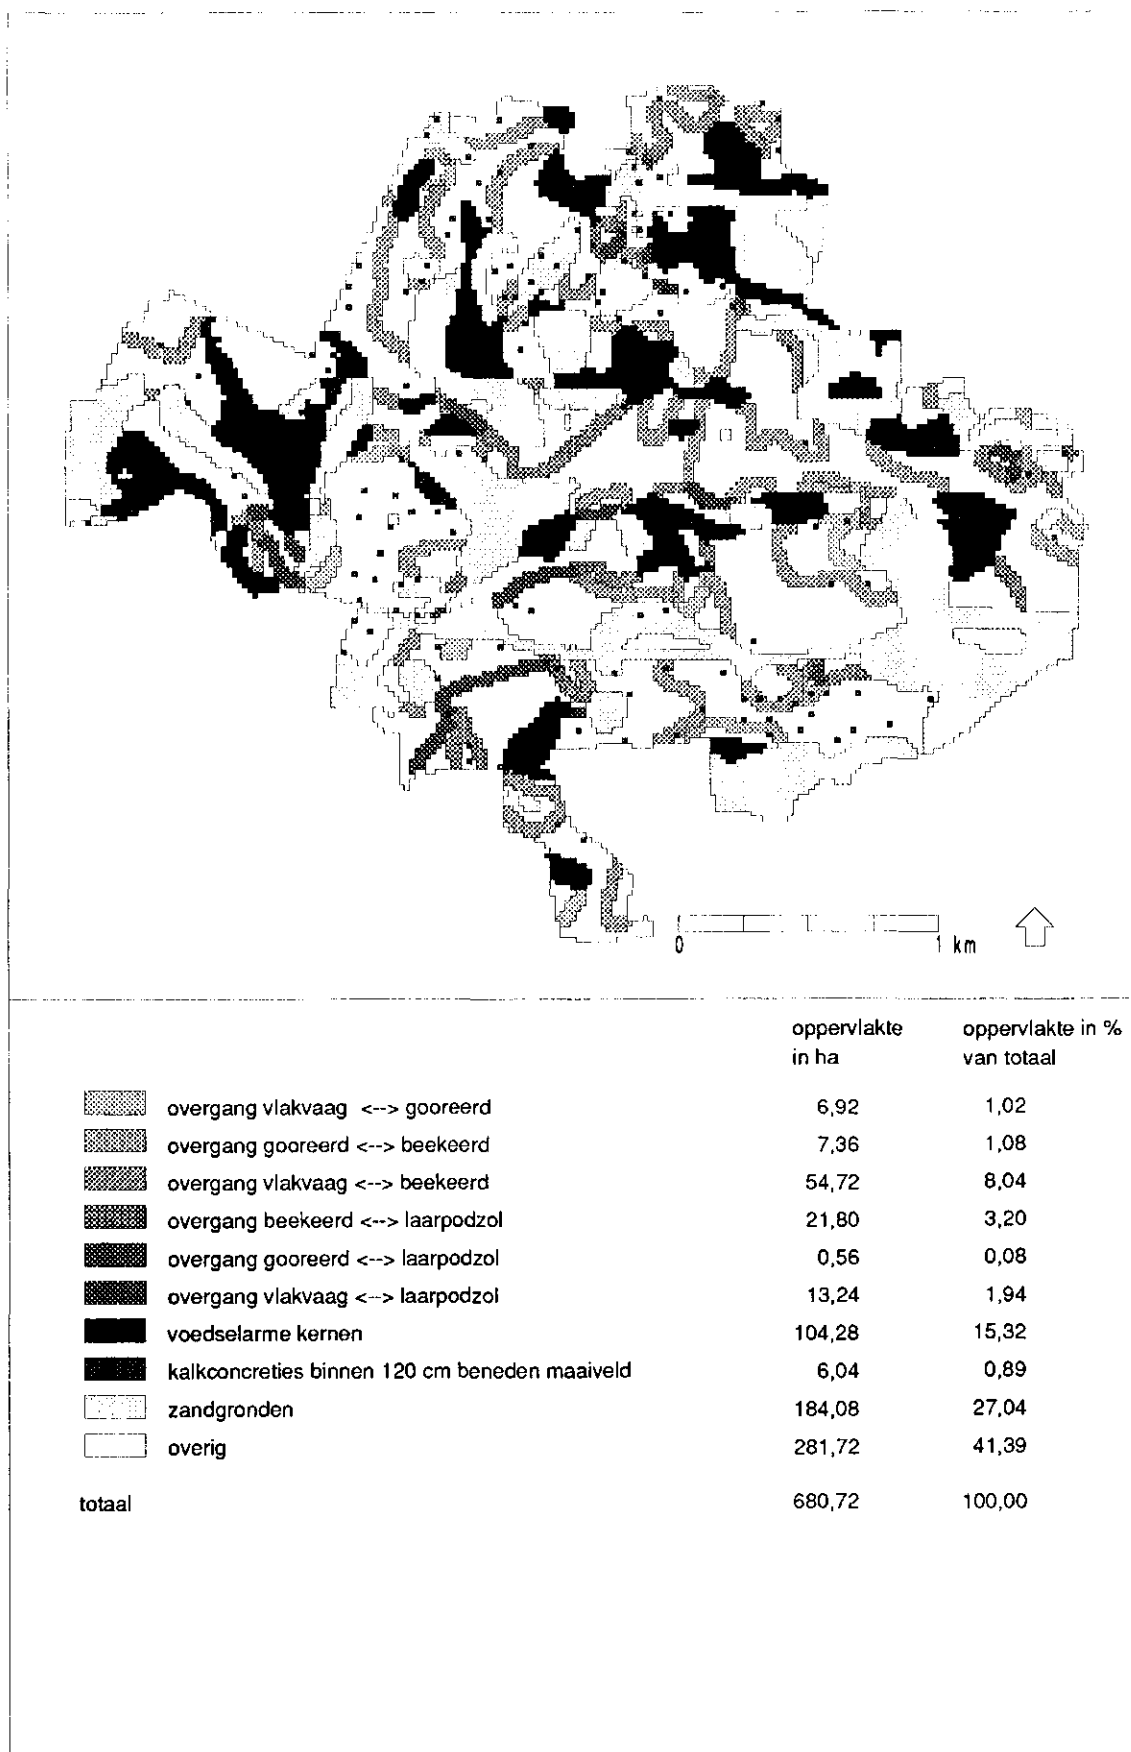 0 1 km
oppervlakte oppervlakte in %
in ha van totaal
overgang vlakvaag <--> gooreerd 6,92 1,02
overgang gooreerd <--> beekeerd 7,36 1,08
overgang vlakvaag <--> beekeerd 54,72 8,04
overgang beekeerd <--> laarpodzol 21,80 3,20
overgang gooreerd <--> laarpodzol 0,56 0,08
overgang vlakvaag <--> laarpodzol 13,24 1,94
voedselarme kernen 104,28 15,32
kalkconcreties binnen 120 cm beneden maaiveld 6,04 0,89
zandgronden 184,08 27,04
overig 281,72 41,39
totaal 680,72 100,00